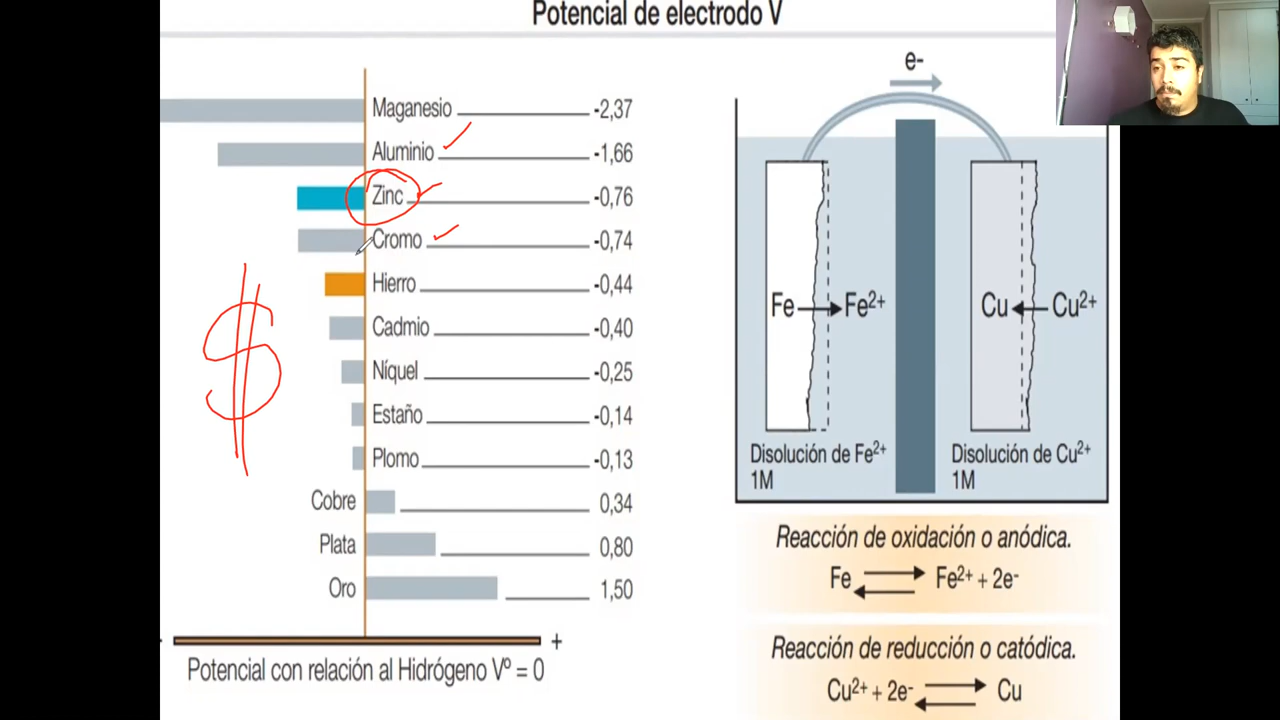 Potencial de electrodo V
Maganesio -2,37
Aluminio -1,66
Zinc -0,76
Cromo -0,74
Hierro -0,44
Cadmio -0,40
Níquel -0,25
Estaño -0,14
Plomo -0,13
Cobre 0,34
Plata 0,80
Oro 1,50
$
- +
Potencial con relación al Hidrógeno Vº = 0
e-
Fe → Fe²⁺
Cu ← Cu²⁺
Disolución de Fe²⁺
1M
Disolución de Cu²⁺
1M
Reacción de oxidación o anódica.
Fe ⇄ Fe²⁺ + 2e⁻
Reacción de reducción o catódica.
Cu²⁺ + 2e⁻ ⇄ Cu